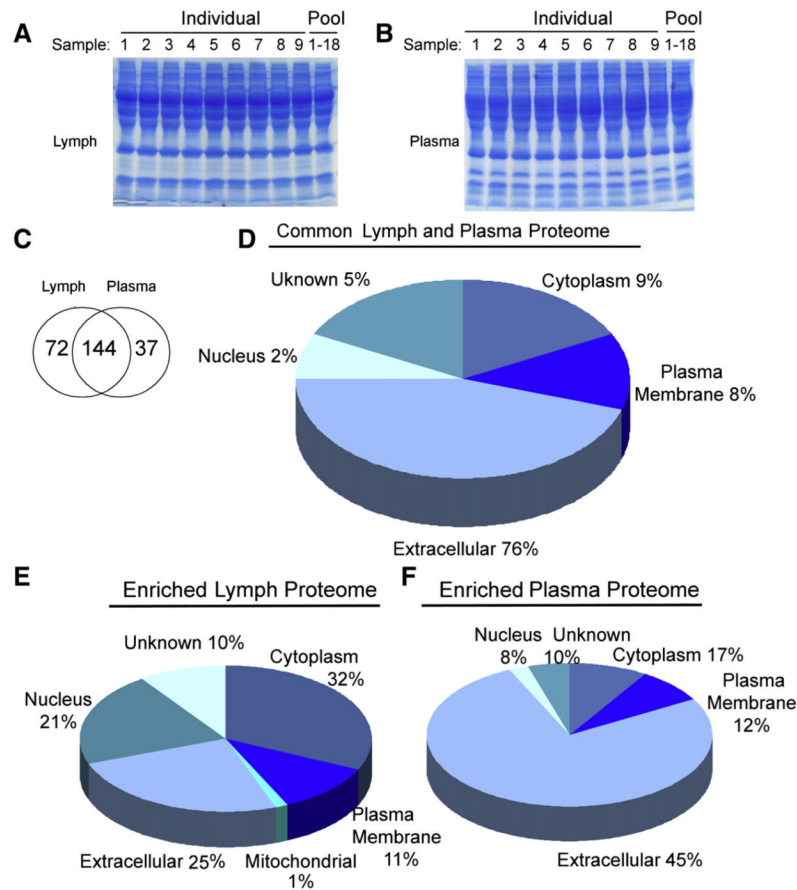 A
Individual Pool
Sample: 1 2 3 4 5 6 7 8 9 1-18
Lymph
B
Individual Pool
Sample: 1 2 3 4 5 6 7 8 9 1-18
Plasma
C
Lymph Plasma
72 144 37
D
Common Lymph and Plasma Proteome
Uknown 5%
Cytoplasm 9%
Nucleus 2%
Plasma
Membrane 8%
Extracellular 76%
E
Enriched Lymph Proteome
Unknown 10%
Cytoplasm
32%
Nucleus
21%
Plasma
Membrane
11%
Extracellular 25%
Mitochondrial
1%
F
Enriched Plasma Proteome
Nucleus
8%
Unknown
10%
Cytoplasm 17%
Plasma
Membrane
12%
Extracellular 45%